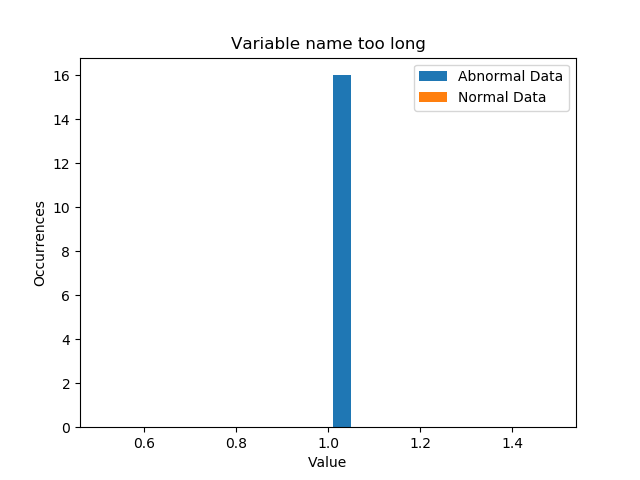 Variable name too long
Abnormal Data
Normal Data
16
14
12
10
8
6
4
2
0
Occurrences
0.6 0.8 1.0 1.2 1.4
Value